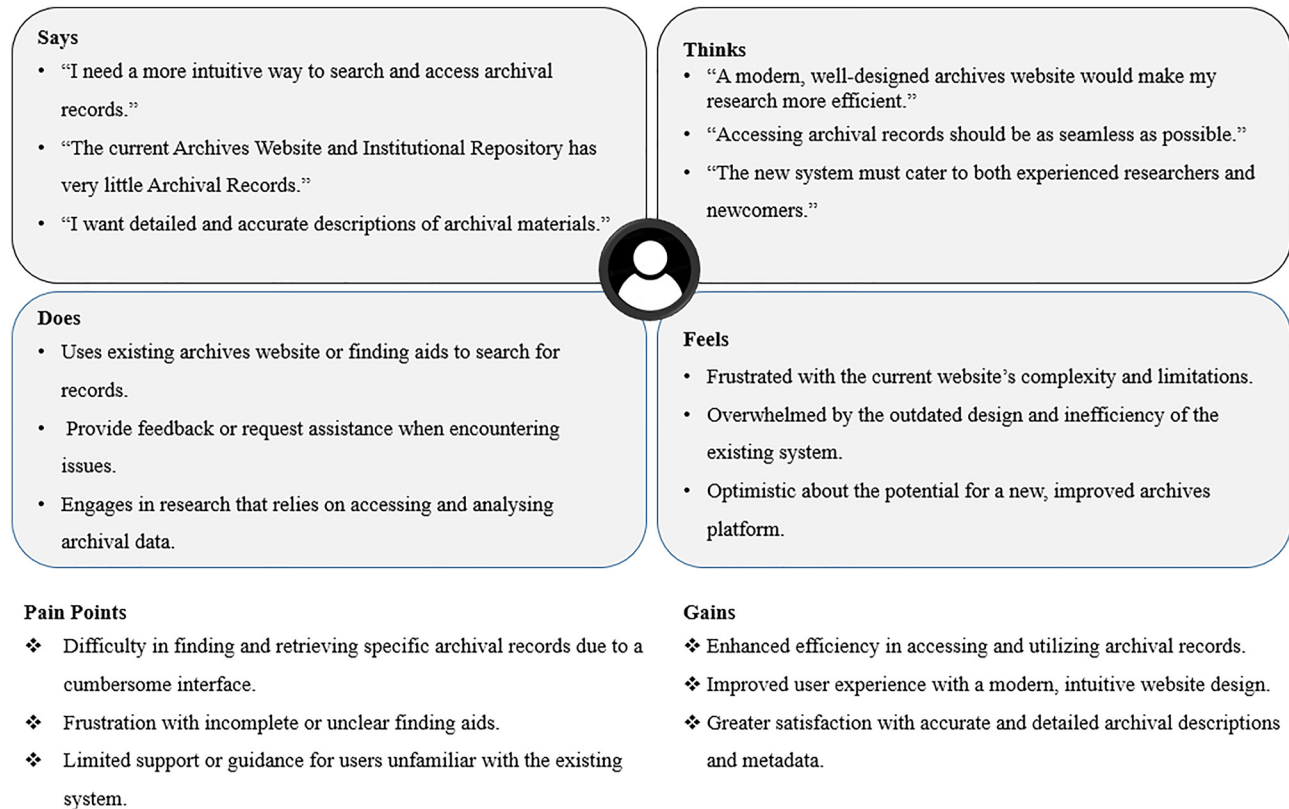 Says
• “I need a more intuitive way to search and access archival
records.”
• “The current Archives Website and Institutional Repository has
very little Archival Records.”
• “I want detailed and accurate descriptions of archival materials.”
Thinks
• “A modern, well-designed archives website would make my
research more efficient.”
• “Accessing archival records should be as seamless as possible.”
• “The new system must cater to both experienced researchers and
newcomers.”
Does
• Uses existing archives website or finding aids to search for
records.
• Provide feedback or request assistance when encountering
issues.
• Engages in research that relies on accessing and analysing
archival data.
Feels
• Frustrated with the current website’s complexity and limitations.
• Overwhelmed by the outdated design and inefficiency of the
existing system.
• Optimistic about the potential for a new, improved archives
platform.
Pain Points
❖ Difficulty in finding and retrieving specific archival records due to a
cumbersome interface.
❖ Frustration with incomplete or unclear finding aids.
❖ Limited support or guidance for users unfamiliar with the existing
system.
Gains
❖ Enhanced efficiency in accessing and utilizing archival records.
❖ Improved user experience with a modern, intuitive website design.
❖ Greater satisfaction with accurate and detailed archival descriptions
and metadata.